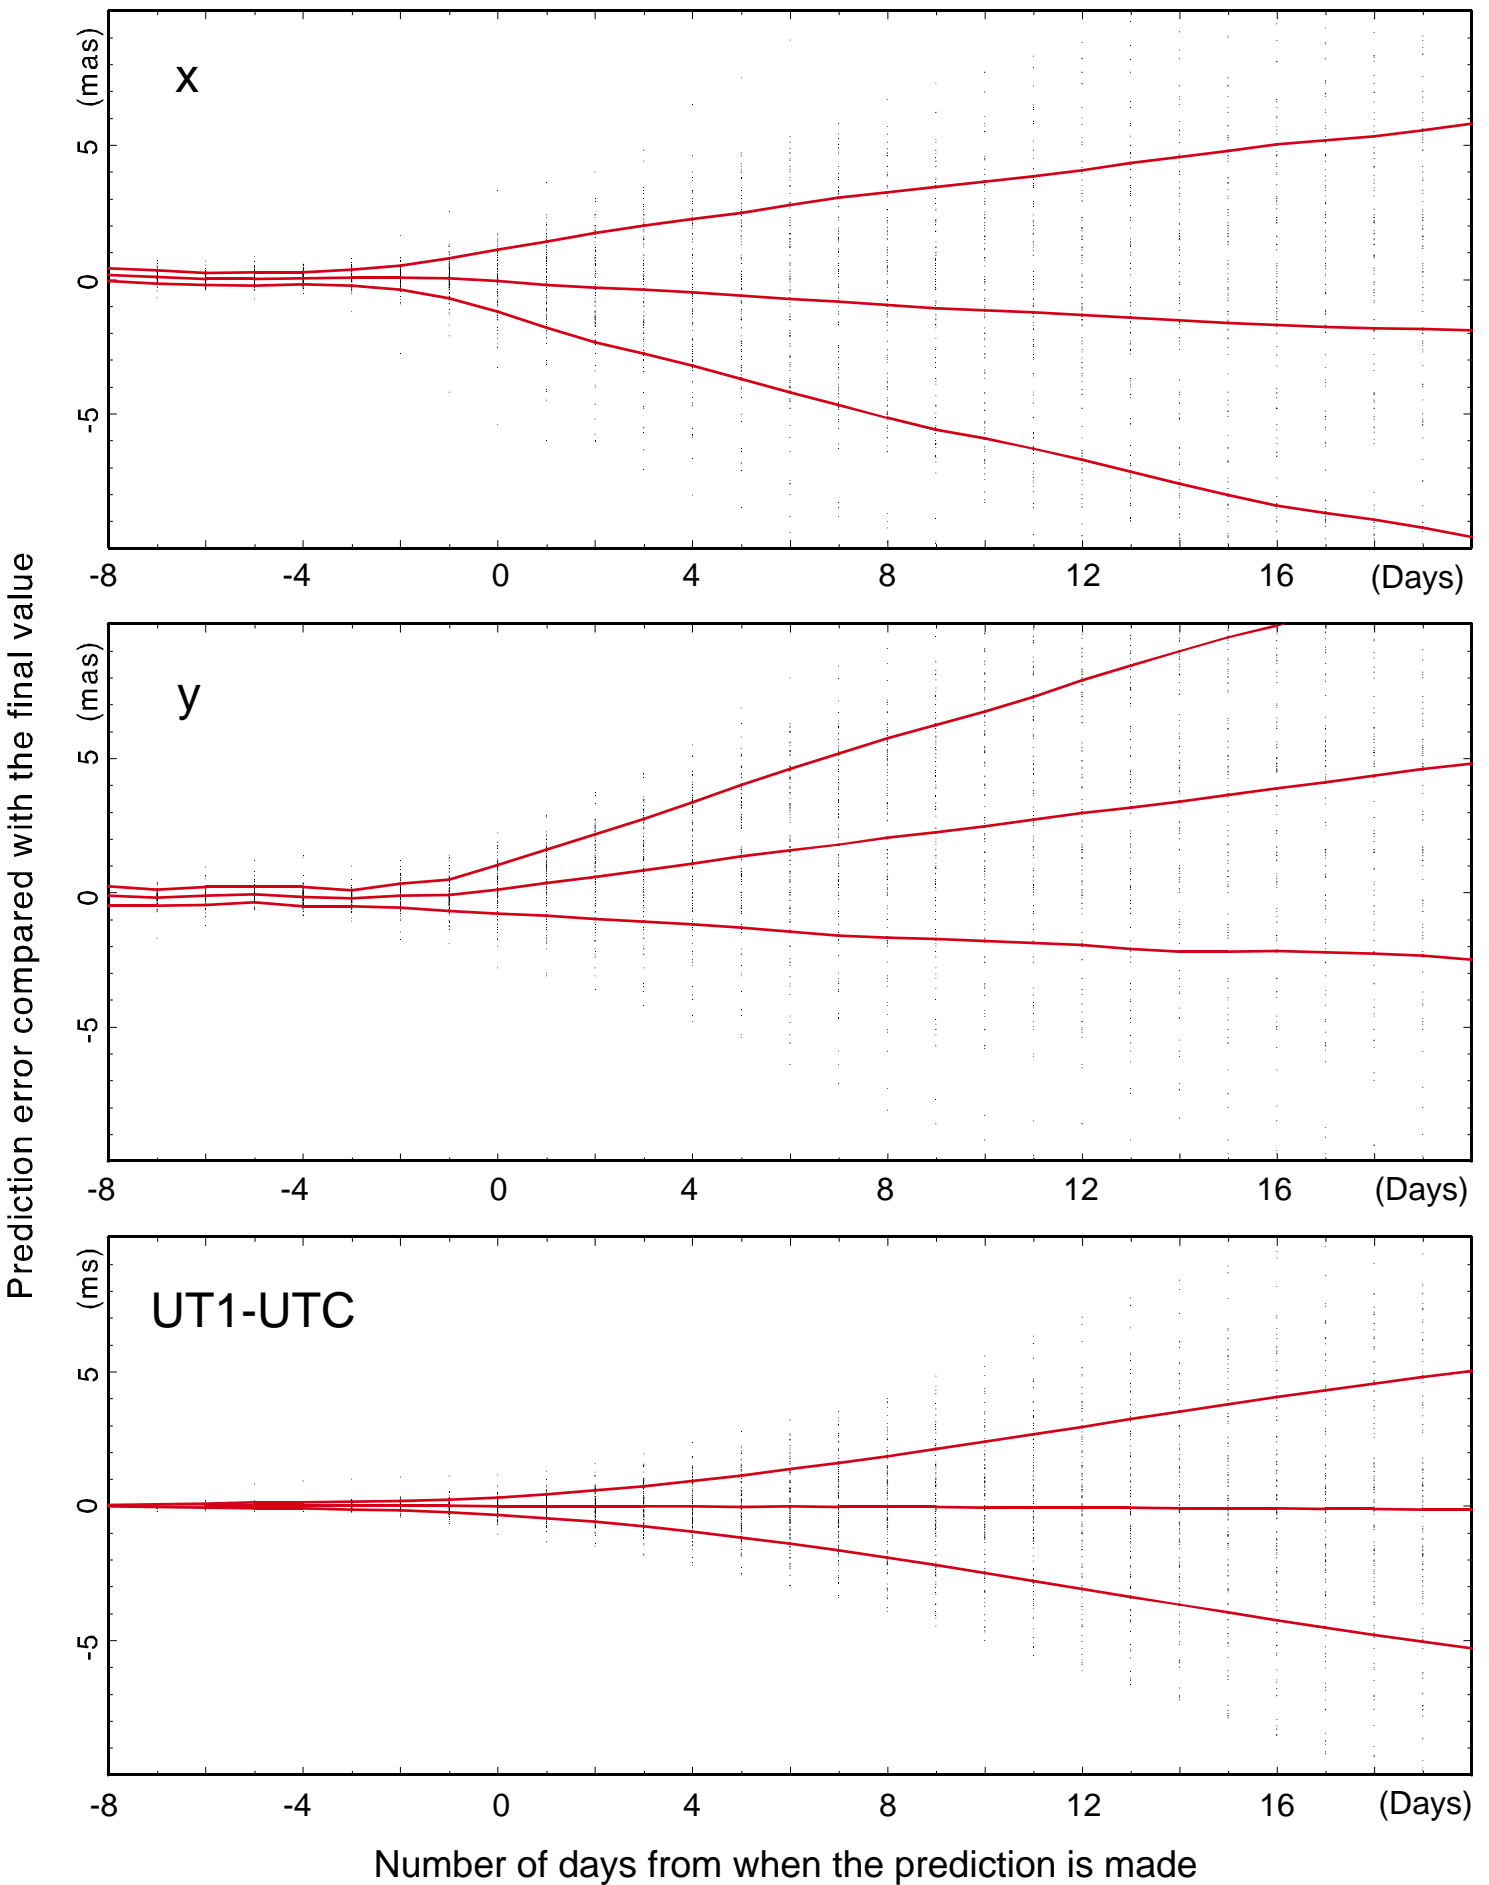 Prediction error compared with the final value
(mas)
x
5
0
-5
-8 -4 0 4 8 12 16 (Days)
(mas)
y
5
0
-5
-8 -4 0 4 8 12 16 (Days)
(ms)
UT1-UTC
5
0
-5
-8 -4 0 4 8 12 16 (Days)
Number of days from when the prediction is made